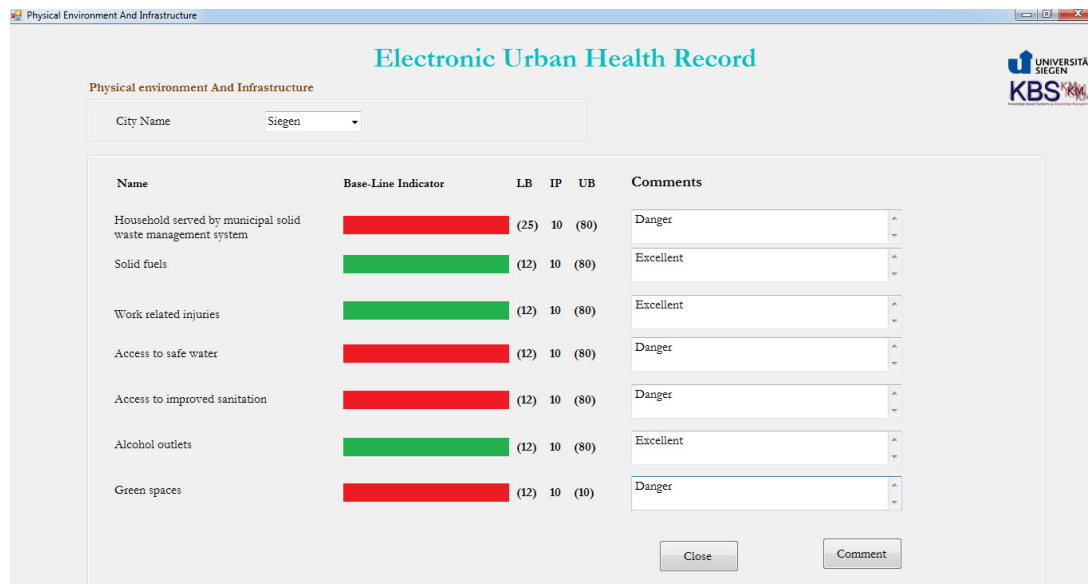 Physical Environment And Infrastructure
Electronic Urban Health Record
UNIVERSITÄ
SIEGEN
KBS
Physical environment And Infrastructure
City Name Siegen
Name Base-Line Indicator LB IP UB Comments
Household served by municipal solid
waste management system (25) 10 (80) Danger
Solid fuels (12) 10 (80) Excellent
Work related injuries (12) 10 (80) Excellent
Access to safe water (12) 10 (80) Danger
Access to improved sanitation (12) 10 (80) Danger
Alcohol outlets (12) 10 (80) Excellent
Green spaces (12) 10 (10) Danger
Close Comment